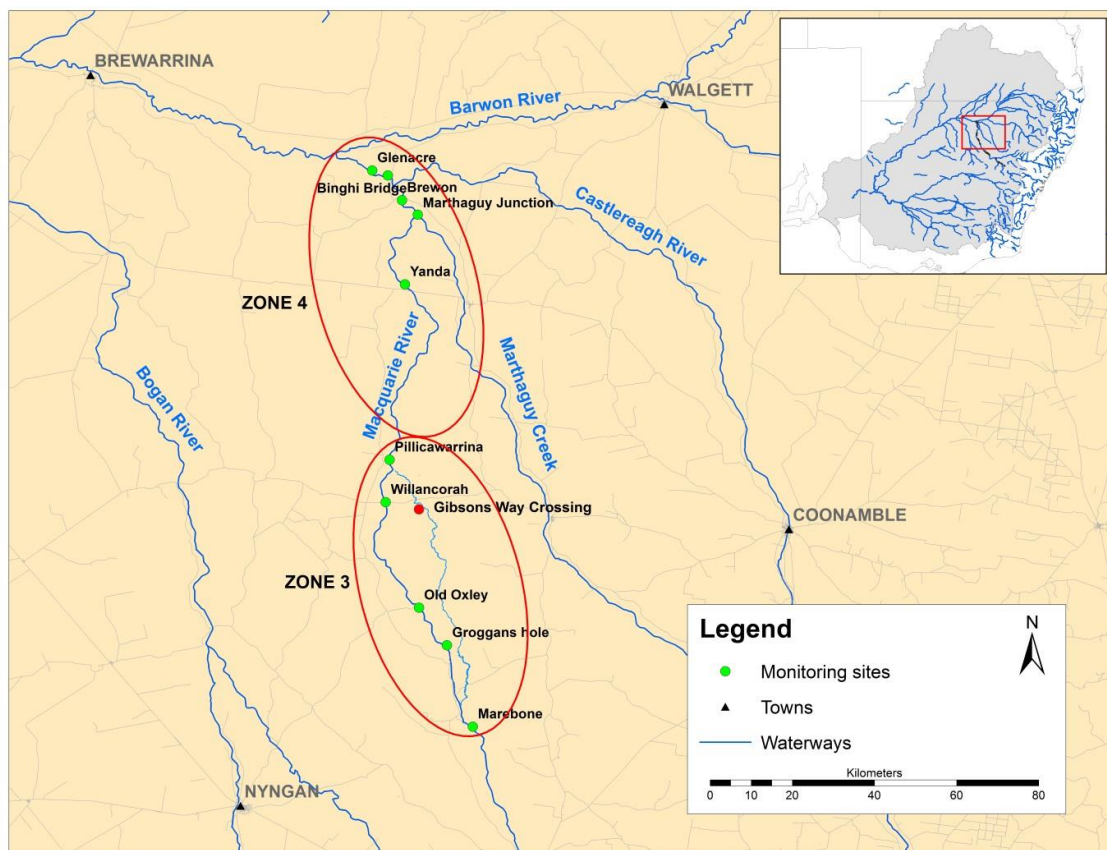 BREWARRINA
WALGETT
Barwon River
Glenacre
Binghi Bridge
Brewon
Marthaguy Junction
Castlereagh River
Yanda
ZONE 4
Macquarie River
Marthaguy Creek
Bogan River
Pillicawarrina
Willancorah
Gibsons Way Crossing
COONAMBLE
ZONE 3
Old Oxley
Groggans hole
Marebone
NYNGAN
Legend
N
Monitoring sites
Towns
Waterways
Kilometers
0 10 20 40 60 80